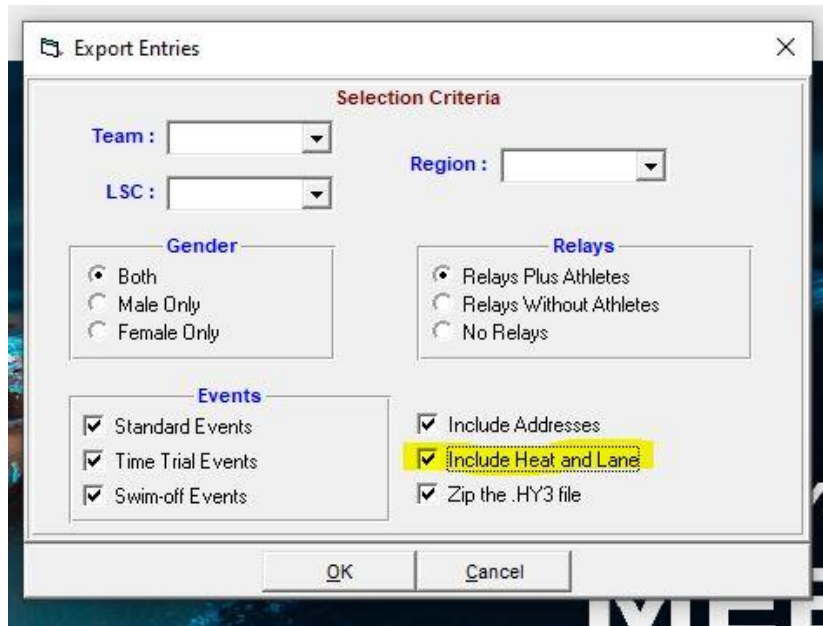 Export Entries
Selection Criteria
Team :
Region :
LSC :
Gender
Both
Male Only
Female Only
Relays
Relays Plus Athletes
Relays Without Athletes
No Relays
Events
Standard Events
Time Trial Events
Swim-off Events
Include Addresses
Include Heat and Lane
Zip the .HY3 file
OK
Cancel